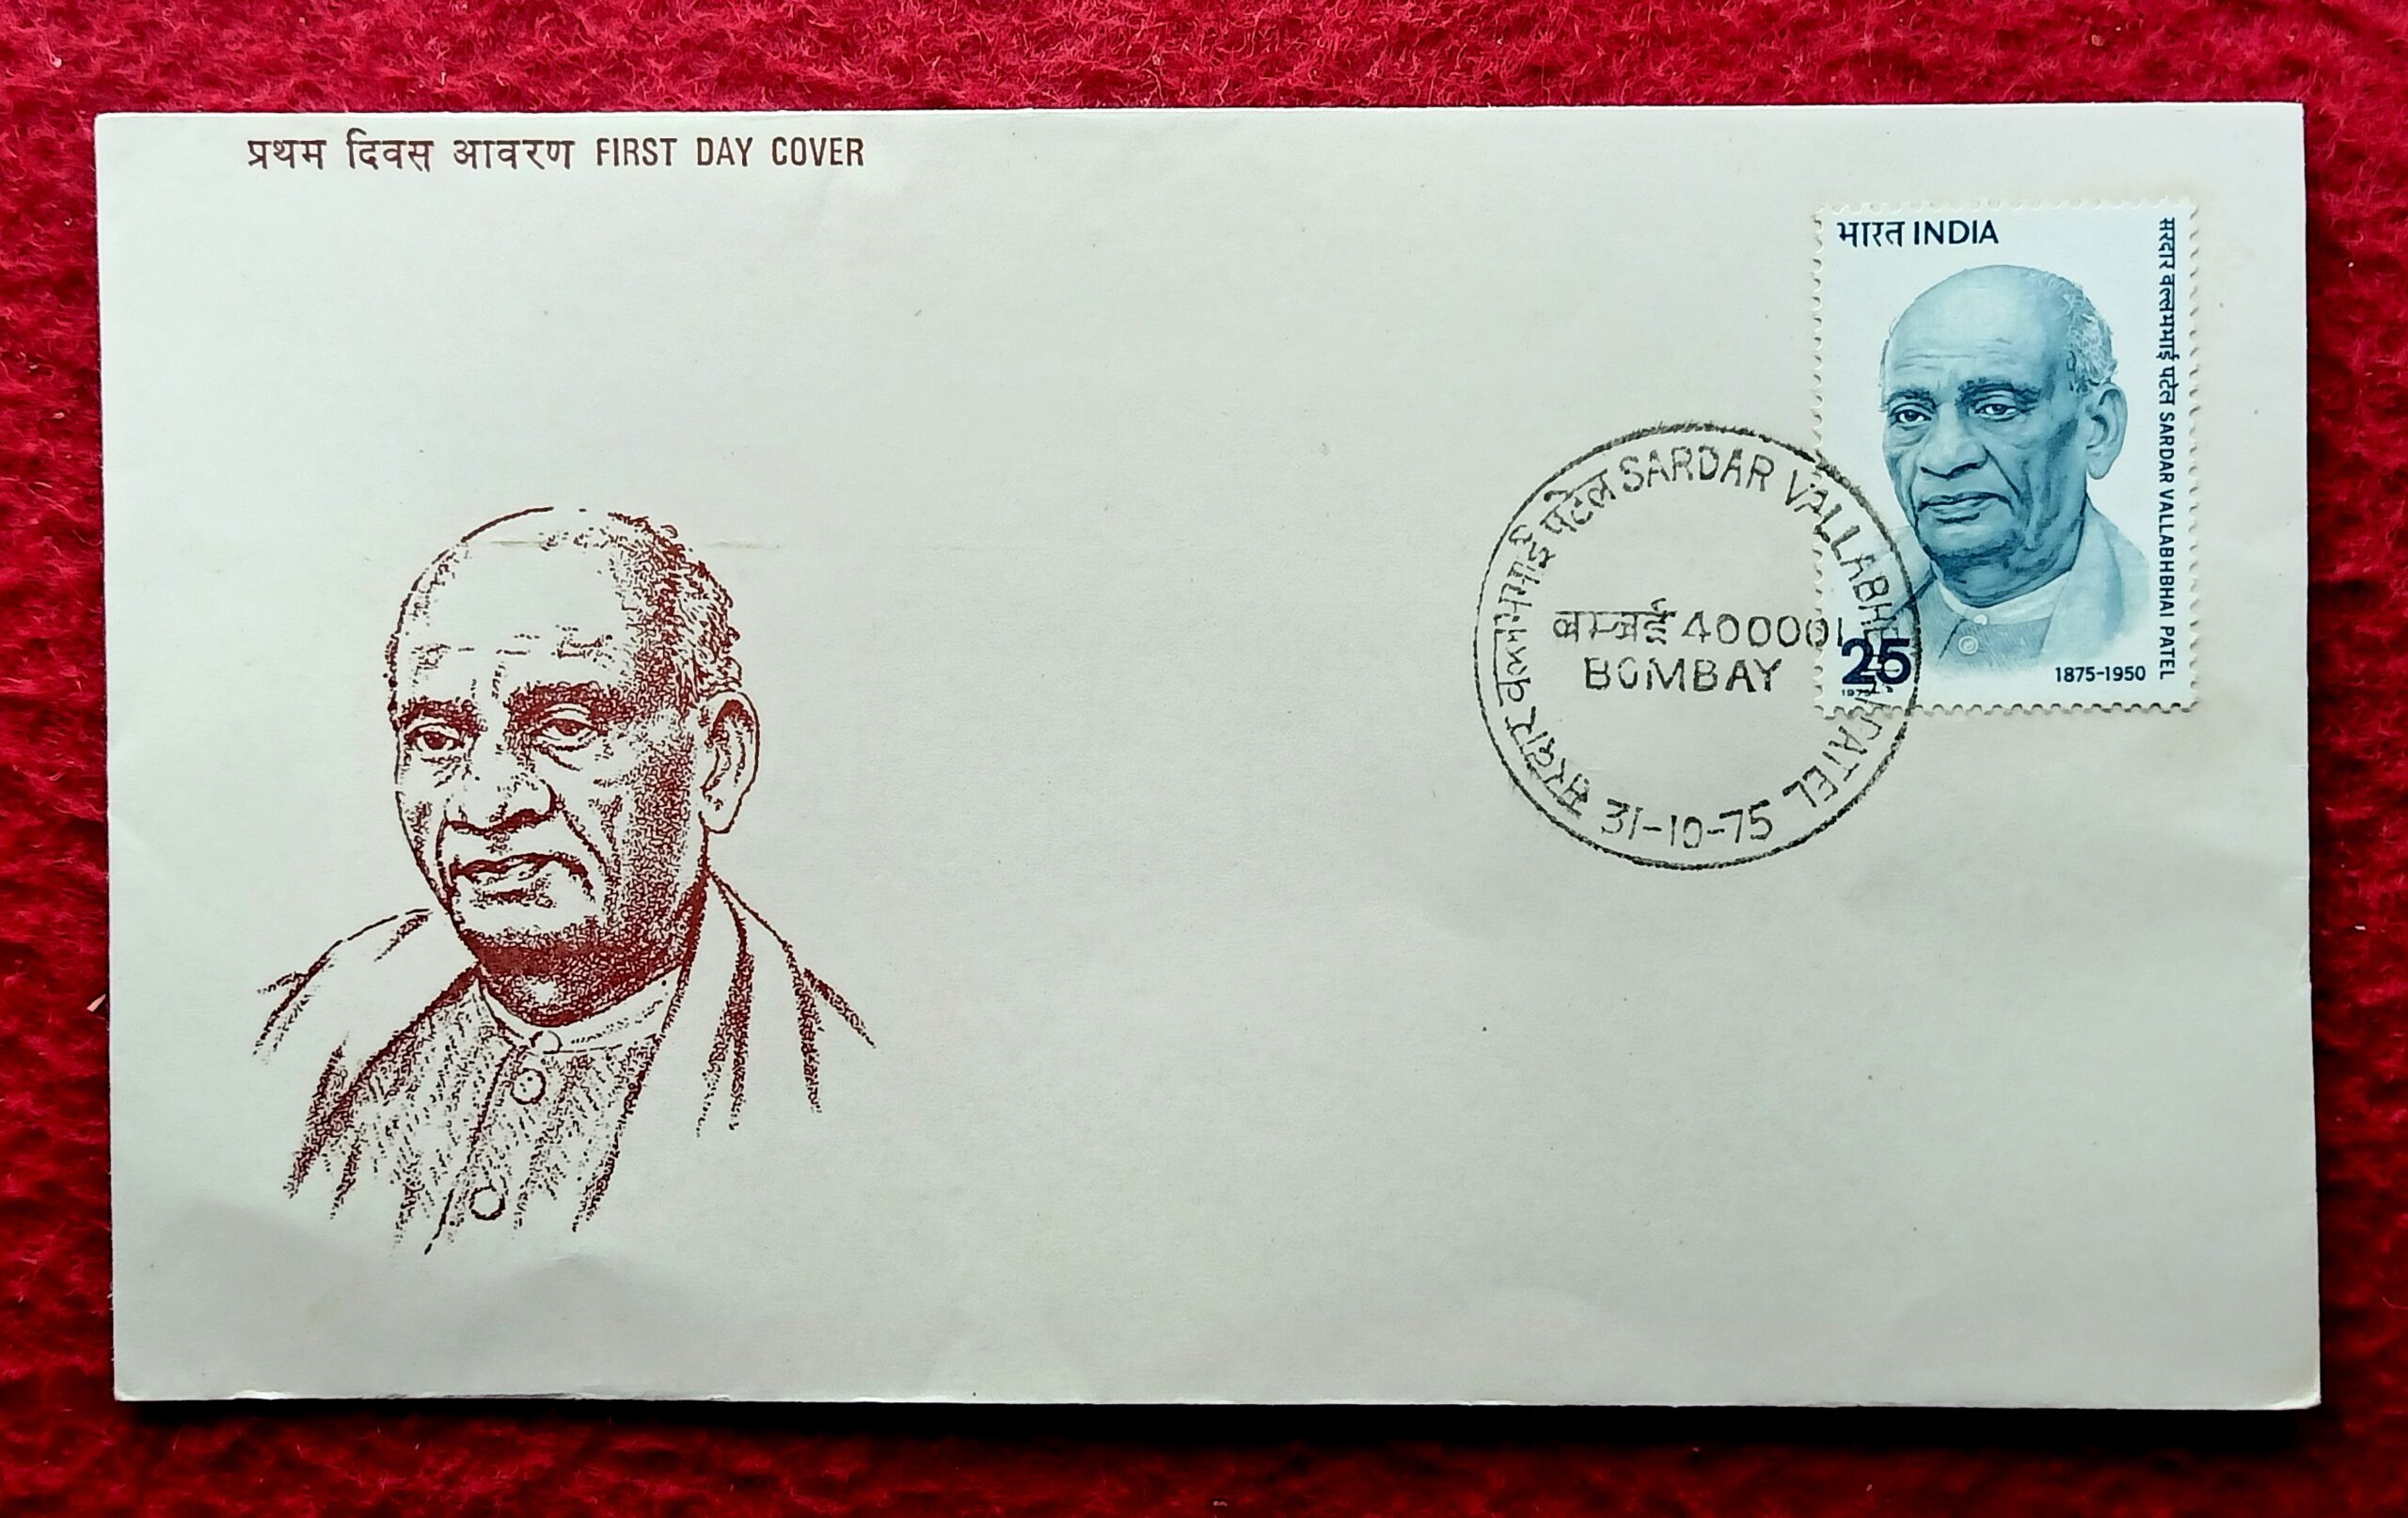 प्रथम दिवस आवरण FIRST DAY COVER
भारत INDIA
सरदार वल्लभभाई पटेल SARDAR VALLABHBHAI PATEL
25
1875-1950
सरदार वल्लभभाई पटेल SARDAR VALLABHBHAI PATEL
बम्बई 400001
BOMBAY
31-10-75